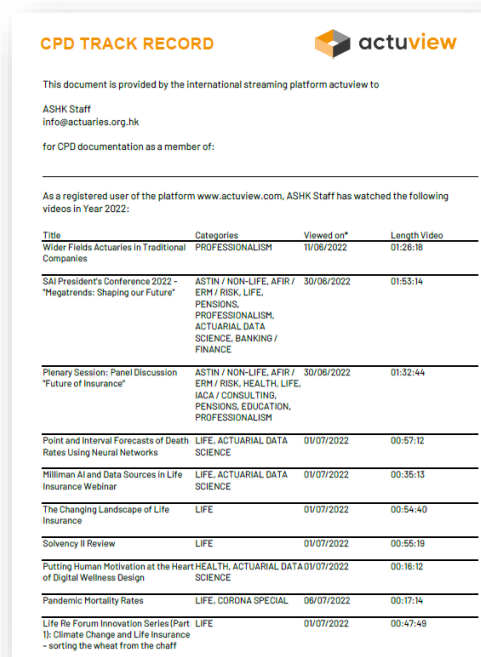 CPD TRACK RECORD
actuview
This document is provided by the international streaming platform actuview to
ASHK Staff
info@actuaries.org.hk
for CPD documentation as a member of:
As a registered user of the platform www.actuview.com, ASHK Staff has watched the following
videos in Year 2022:
Title Categories Viewed on* Length Video
Wider Fields Actuaries in Traditional PROFESSIONALISM 11/06/2022 01:26:18
Companies
SAI President's Conference 2022 - ASTIN / NON-LIFE, AFIR / 30/06/2022 01:53:14
"Megatrends: Shaping our Future" ERM / RISK, LIFE,
PENSIONS,
PROFESSIONALISM,
ACTUARIAL DATA
SCIENCE, BANKING /
FINANCE
Plenary Session: Panel Discussion ASTIN / NON-LIFE, AFIR / 30/06/2022 01:32:44
"Future of Insurance" ERM / RISK, HEALTH, LIFE,
IACA / CONSULTING,
PENSIONS, EDUCATION,
PROFESSIONALISM
Point and Interval Forecasts of Death LIFE, ACTUARIAL DATA 01/07/2022 00:57:12
Rates Using Neural Networks SCIENCE
Milliman AI and Data Sources in Life LIFE, ACTUARIAL DATA 01/07/2022 00:35:13
Insurance Webinar SCIENCE
The Changing Landscape of Life LIFE 01/07/2022 00:54:40
Insurance
Solvency II Review LIFE 01/07/2022 00:55:19
Putting Human Motivation at the Heart HEALTH, ACTUARIAL DATA 01/07/2022 00:16:12
of Digital Wellness Design SCIENCE
Pandemic Mortality Rates LIFE, CORONA SPECIAL 06/07/2022 00:17:14
Life Re Forum Innovation Series (Part LIFE 01/07/2022 00:47:49
1): Climate Change and Life Insurance
- sorting the wheat from the chaff